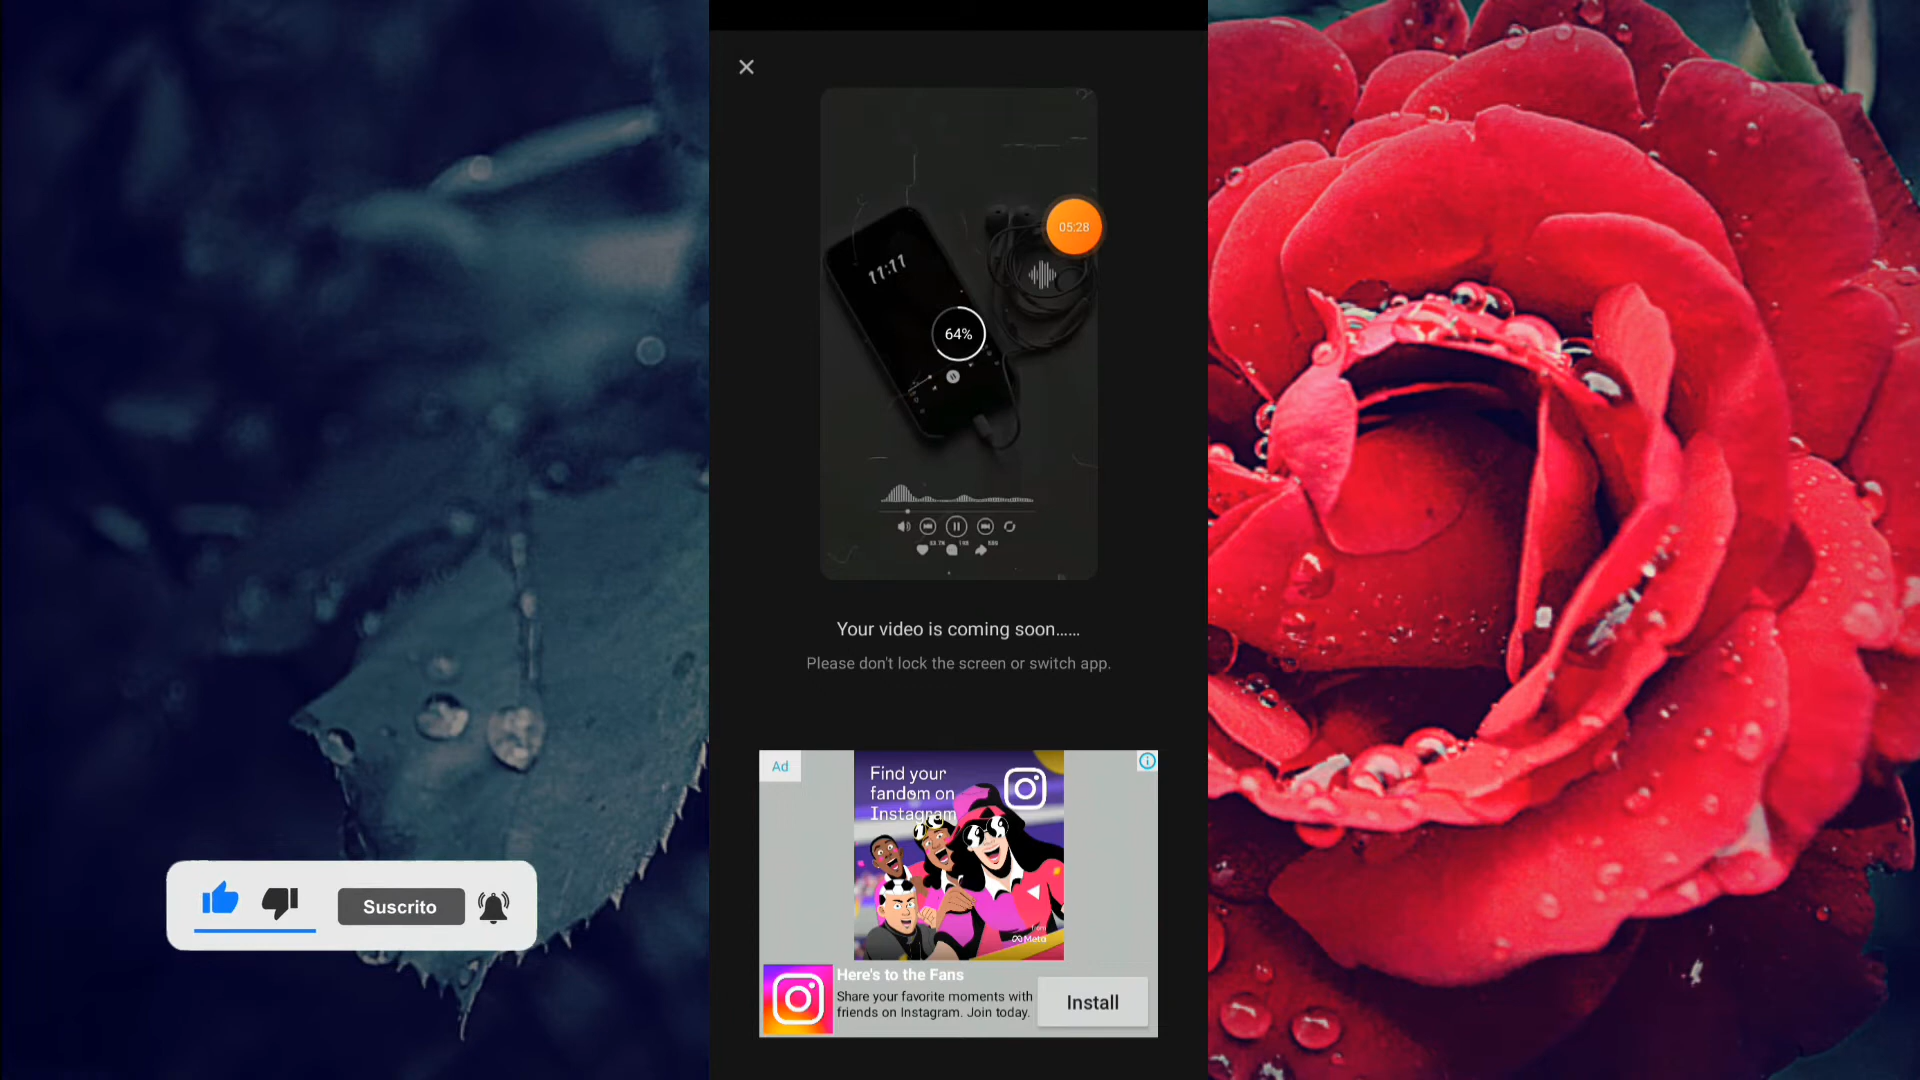 05:28
11:11
64%
Your video is coming soon......
Please don't lock the screen or switch app.
Ad
Find your
fandom on
Instagram
from
Meta
Here's to the Fans
Share your favorite moments with
friends on Instagram. Join today.
Install
Suscrito